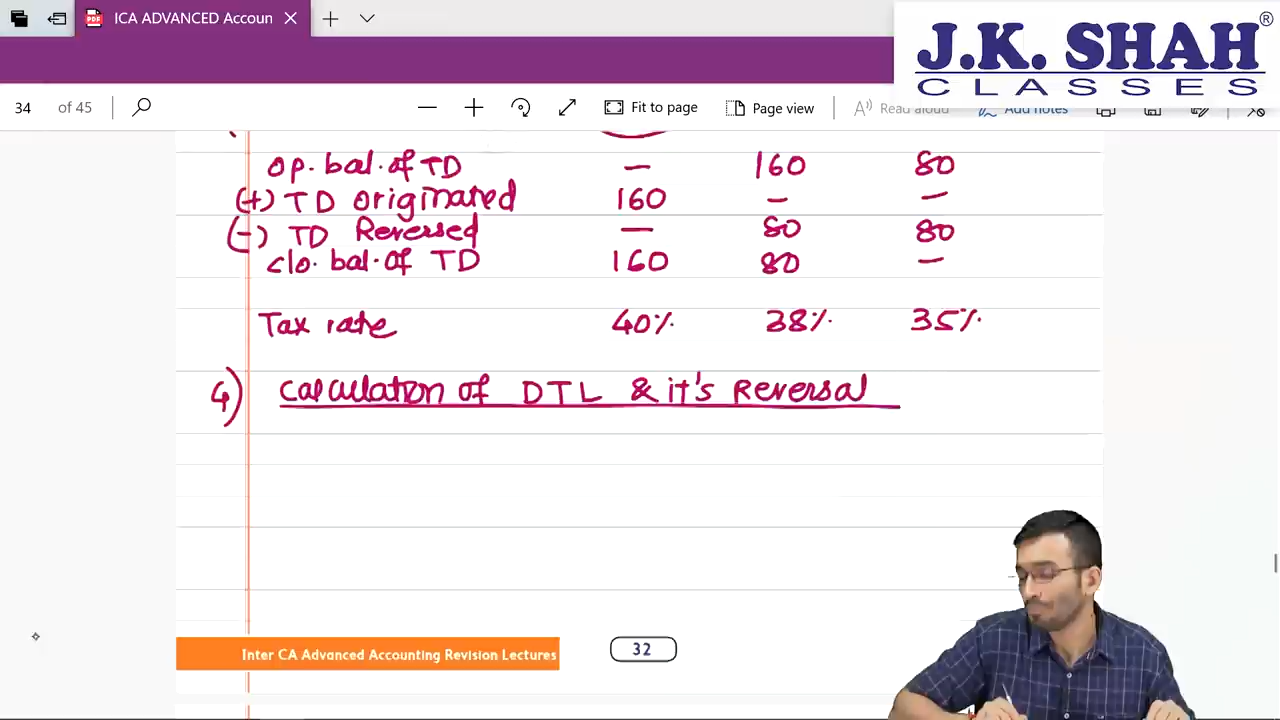 ICA ADVANCED Accoun
J.K. SHAH®
CLASSES
34 of 45
Fit to page
Page view
Read aloud
Add notes
op. bal. of TD — 160 80
(+) TD originated 160 — —
(-) TD Reversed — 80 80
clo. bal. of TD 160 80 —
Tax rate 40% 38% 35%
4) Calculation of DTL & it's Reversal
Inter CA Advanced Accounting Revision Lectures
32